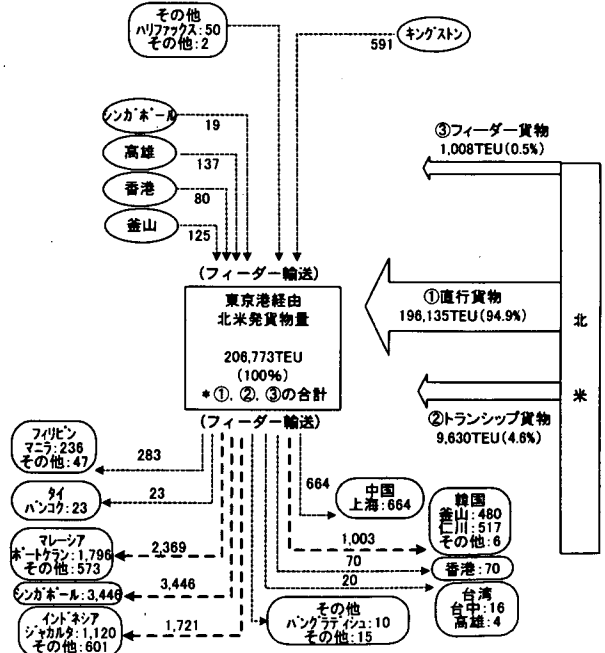 その他
ハリファックス:50
その他:2
キングストン
591
シンガポール
19
高雄
137
香港
80
釜山
125
(フィーダー輸送)
③フィーダー貨物
1,008TEU(0.5%)
①直行貨物
196,135TEU(94.9%)
②トランシップ貨物
9,630TEU(4.6%)
北
米
東京港経由
北米発貨物量
206,773TEU
(100%)
*①,②,③の合計
(フィーダー輸送)
フィリピン
マニラ:236
その他:47
283
タイ
バンコク:23
23
マレーシア
ポートケラン:1,796
その他:573
2,369
シンガポール:3,446
3,446
インドネシア
ジャカルタ:1,120
その他:601
1,721
664
中国
上海:664
1,003
韓国
釜山:480
仁川:517
その他:6
70
香港:70
20
台湾
台中:16
高雄:4
その他
バングラディシュ:10
その他:15